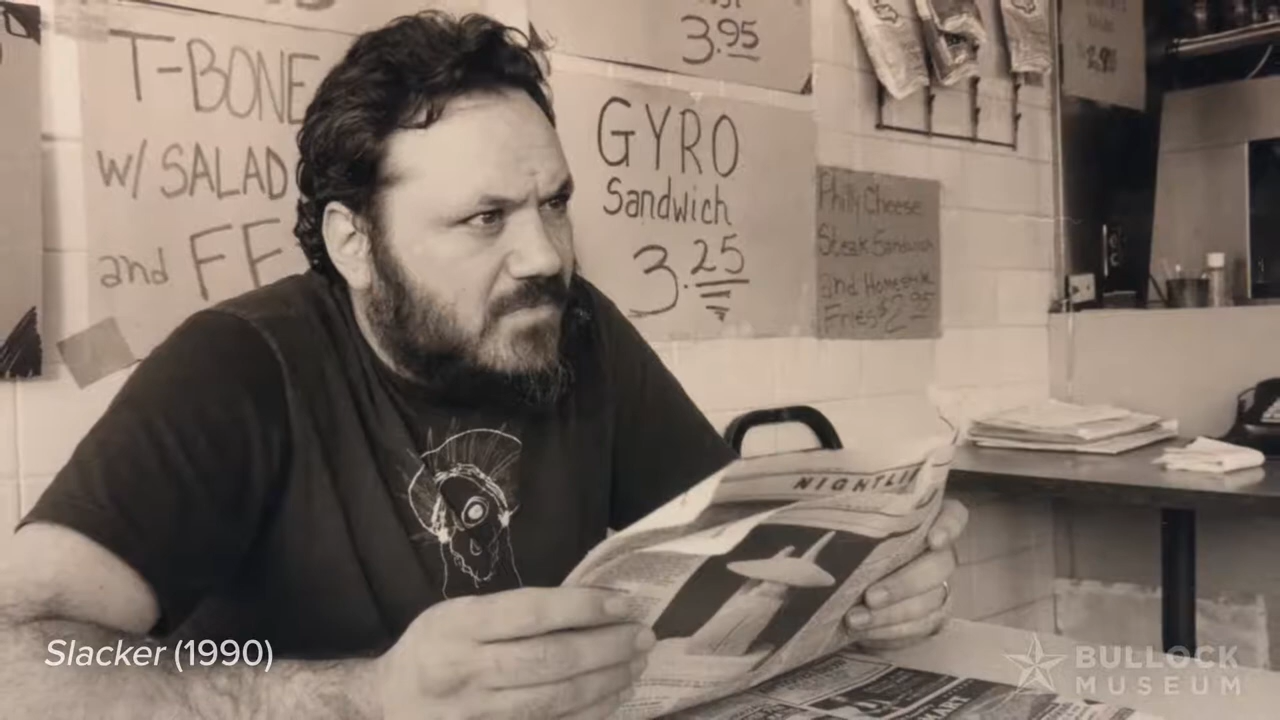 3.95
T-BONE
W/ SALAD
and FF
GYRO
Sandwich
3.25
Philly Cheese
Steak Sandwich
and Homestyle
Fries $2.95
NIGHTLI
MART
Slacker (1990)
BULLOCK
MUSEUM